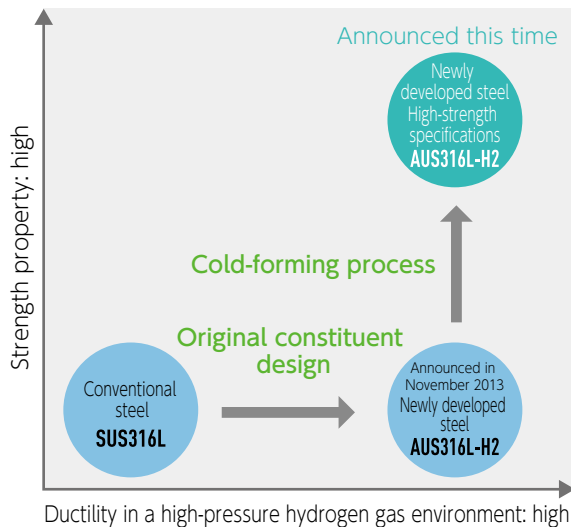 Announced this time
Newly
developed steel
High-strength
specifications
AUS316L-H2
Strength property: high
Cold-forming process
Original constituent
design
Conventional
steel
SUS316L
Announced in
November 2013
Newly developed
steel
AUS316L-H2
Ductility in a high-pressure hydrogen gas environment: high